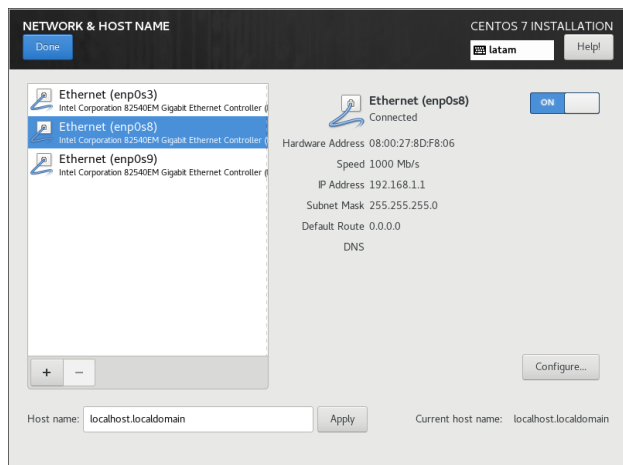 NETWORK & HOST NAME
CENTOS 7 INSTALLATION
Done
latam
Help!
Ethernet (enp0s3)
Intel Corporation 82540EM Gigabit Ethernet Controller (
Ethernet (enp0s8)
Intel Corporation 82540EM Gigabit Ethernet Controller (
Ethernet (enp0s9)
Intel Corporation 82540EM Gigabit Ethernet Controller (
Ethernet (enp0s8)
Connected
ON
Hardware Address 08:00:27:8D:F8:06
Speed 1000 Mb/s
IP Address 192.168.1.1
Subnet Mask 255.255.255.0
Default Route 0.0.0.0
DNS
+ −
Configure...
Host name: localhost.localdomain Apply Current host name: localhost.localdomain